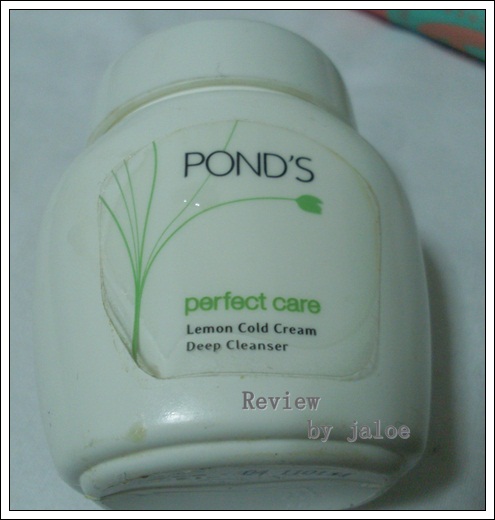 POND'S
perfect care
Lemon Cold Cream
Deep Cleanser
Review
by jaloe